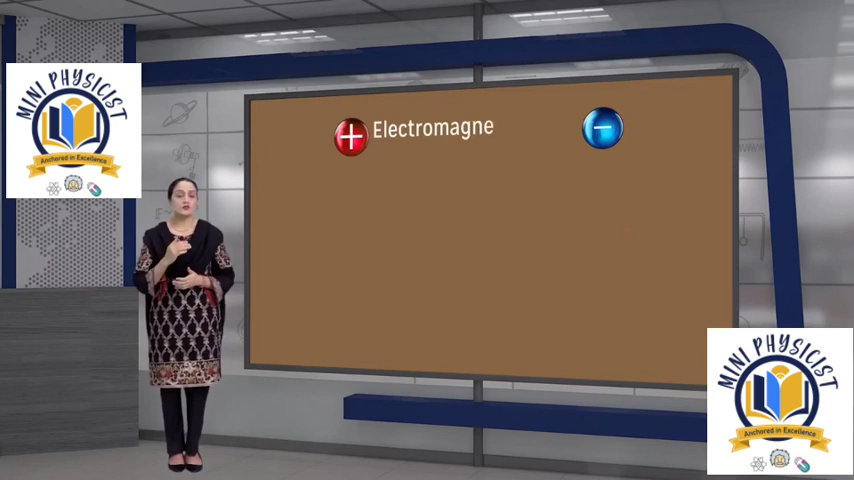 MINI PHYSICIST
Anchored in Excellence
+ Electromagne −
MINI PHYSICIST
Anchored in Excellence